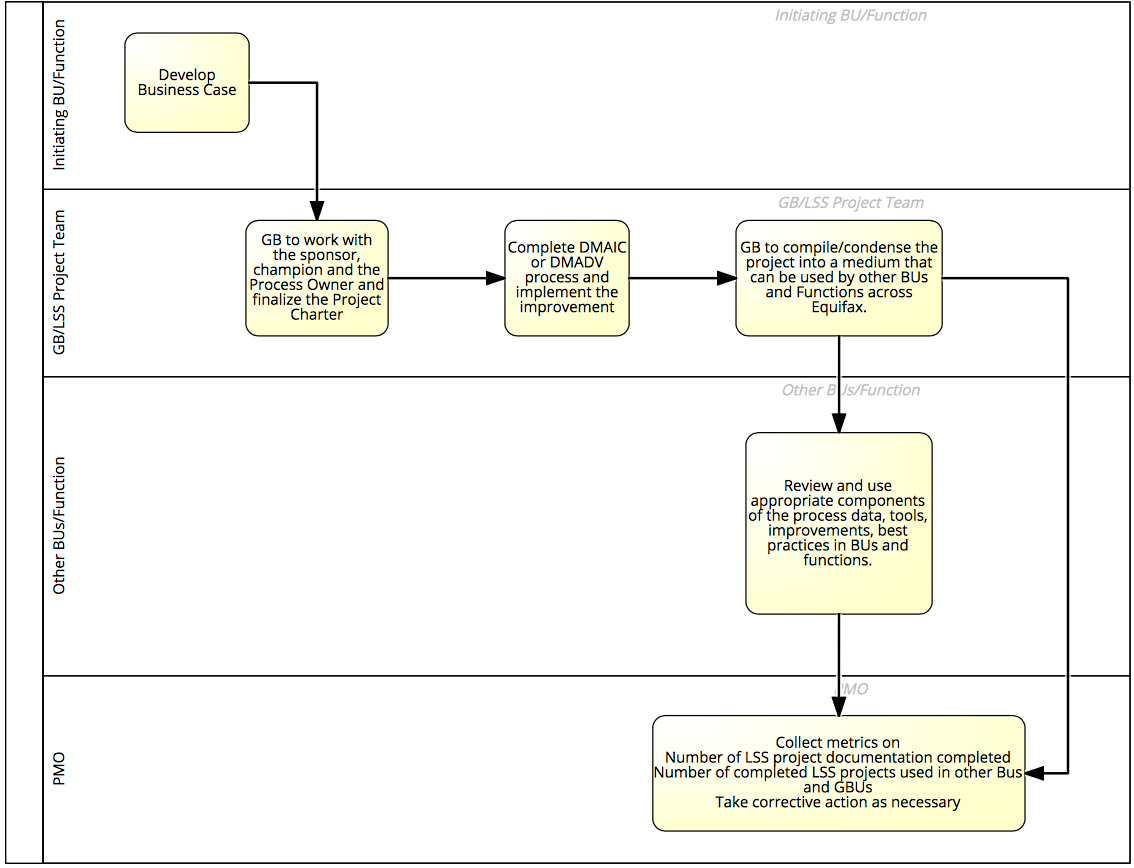 Initiating BU/Function
Initiating BU/Function
Develop
Business Case
GB/LSS Project Team
GB/LSS Project Team
GB to work with
the sponsor,
champion and the
Process Owner and
finalize the Project
Charter
Complete DMAIC
or DMADV
process and
implement the
improvement
GB to compile/condense the
project into a medium that
can be used by other BUs
and Functions across
Equifax.
Other BUs/Function
Other BUs/Function
Review and use
appropriate components
of the process data, tools,
improvements, best
practices in BUs and
functions.
PMO
PMO
Collect metrics on
Number of LSS project documentation completed
Number of completed LSS projects used in other Bus
and GBUs
Take corrective action as necessary